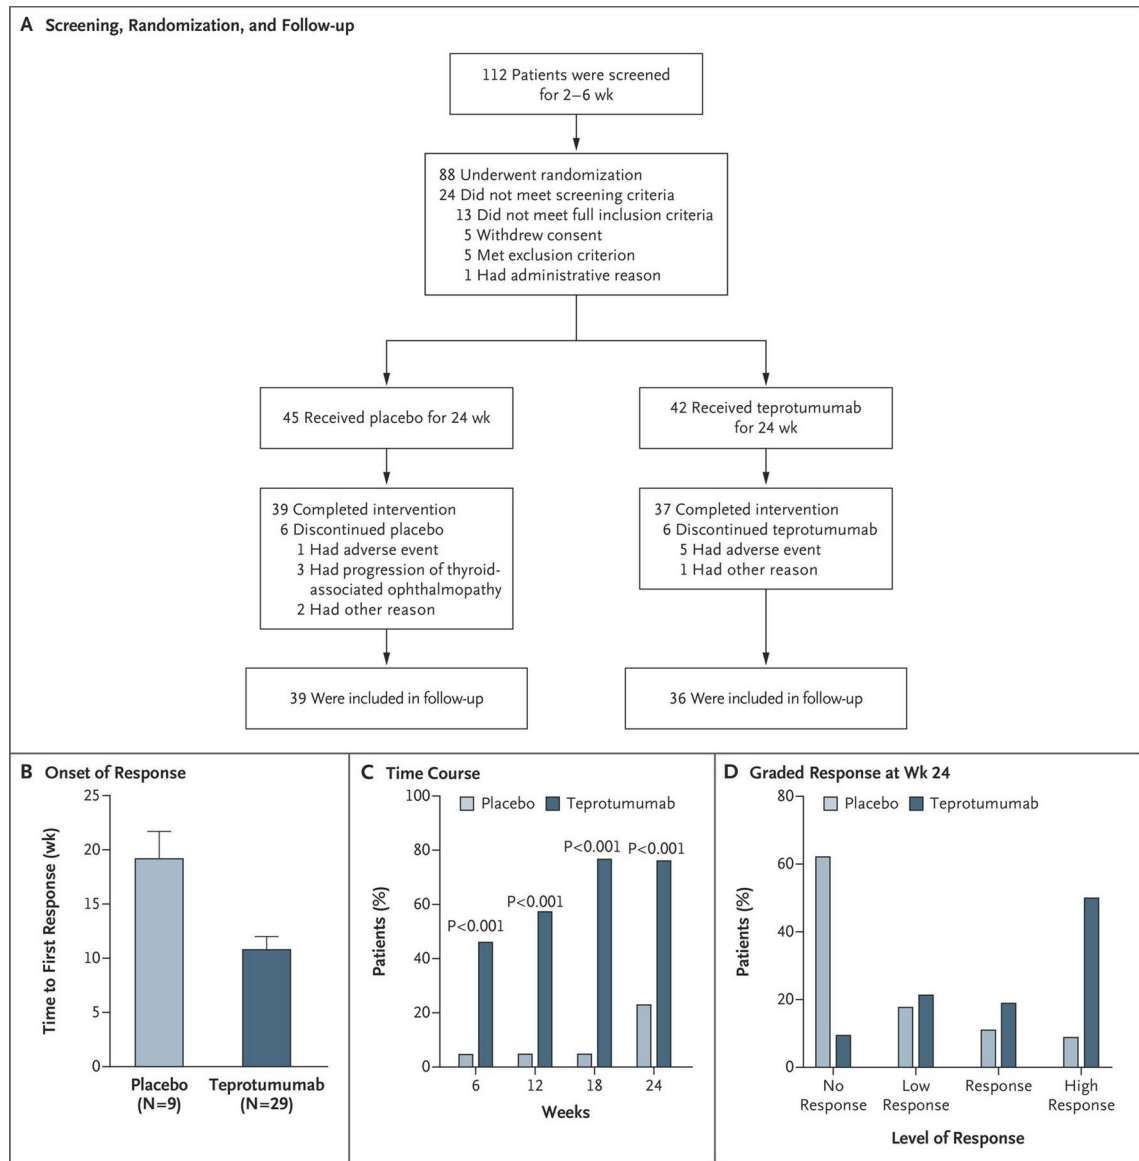 A Screening, Randomization, and Follow-up
112 Patients were screened
for 2–6 wk
88 Underwent randomization
24 Did not meet screening criteria
13 Did not meet full inclusion criteria
5 Withdrew consent
5 Met exclusion criterion
1 Had administrative reason
45 Received placebo for 24 wk
42 Received teprotumumab
for 24 wk
39 Completed intervention
6 Discontinued placebo
1 Had adverse event
3 Had progression of thyroid-
associated ophthalmopathy
2 Had other reason
37 Completed intervention
6 Discontinued teprotumumab
5 Had adverse event
1 Had other reason
39 Were included in follow-up
36 Were included in follow-up
B Onset of Response
Time to First Response (wk)
25
20
15
10
5
0
Placebo
(N=9)
Teprotumumab
(N=29)
C Time Course
Placebo Teprotumumab
Patients (%)
100
80
60
40
20
0
P<0.001
P<0.001
P<0.001
P<0.001
6 12 18 24
Weeks
D Graded Response at Wk 24
Placebo Teprotumumab
Patients (%)
80
60
40
20
0
No
Response
Low
Response
Response
High
Response
Level of Response